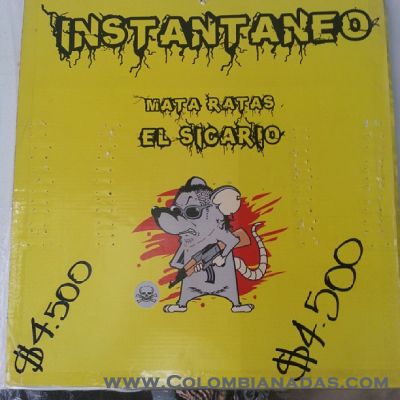 INSTANTANEO
MATA RATAS
EL SICARIO
$4.500
$4.500
www.Colombianadas.com